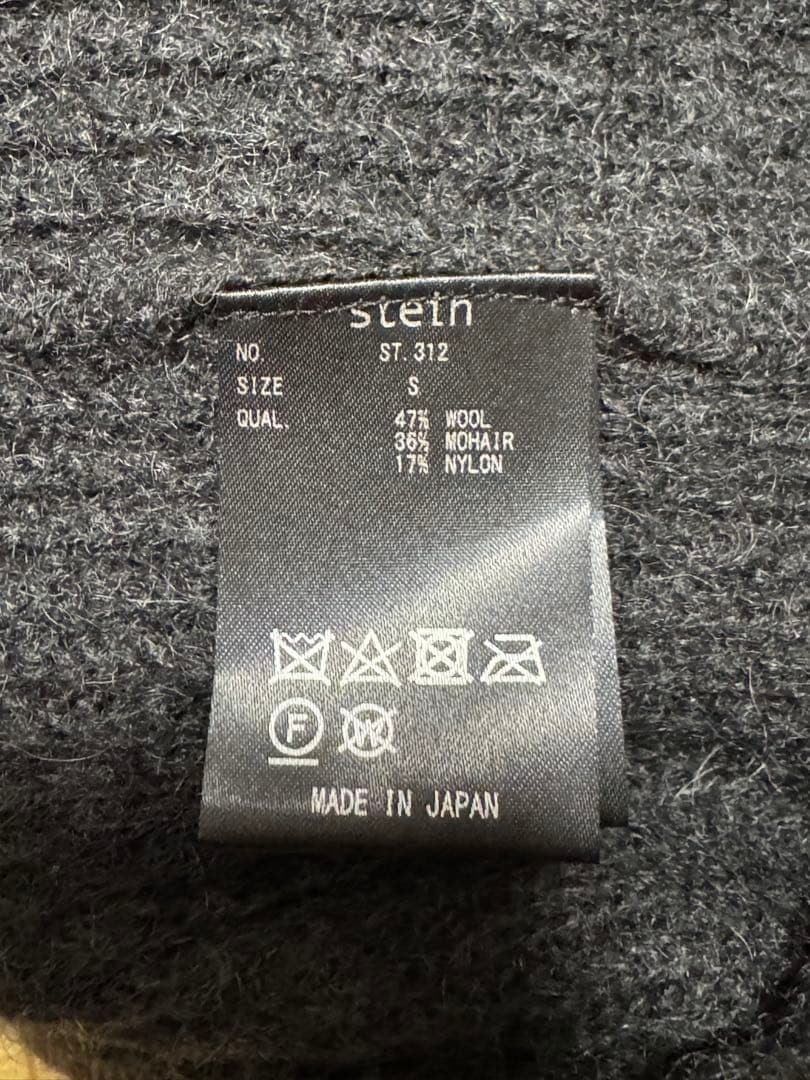 stein
NO. ST.312
SIZE S
QUAL. 47% WOOL
36% MOHAIR
17% NYLON
F W
MADE IN JAPAN